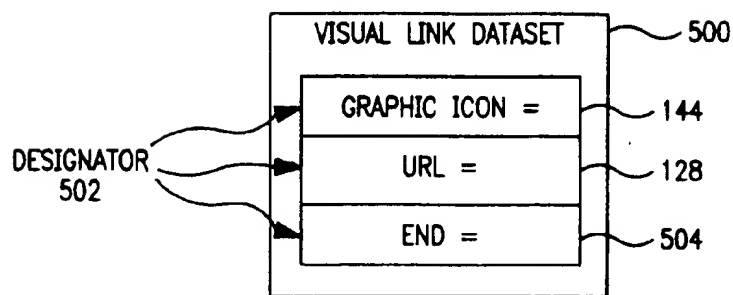 VISUAL LINK DATASET
500
GRAPHIC ICON =
144
DESIGNATOR
502
URL =
128
END =
504